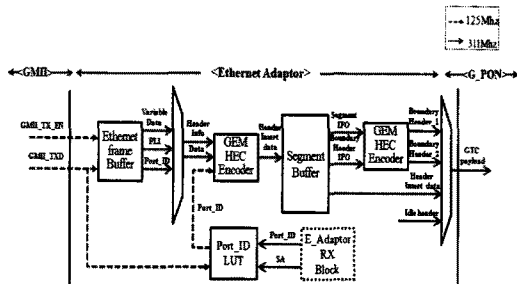 125Mhz
311Mhz
<GMII>
<Ethernet Adaptor>
<G_PON>
GMII_TX_EN
GMII_TXD
Ethernet
frame
Buffer
Variable
Data
PLI
Port_ID
Header
Info
Data
GEM
HEC
Encoder
Header
Insert
data
Segment
Buffer
Segment
IFO
Boundary
Header
IFO
GEM
HEC
Encoder
Boundary
Header_1
Boundary
Header_2
Header
Insert data
Idle header
GTC
payload
Port_ID
Port_ID
LUT
Port_ID
SA
E_Adaptor
RX
Block